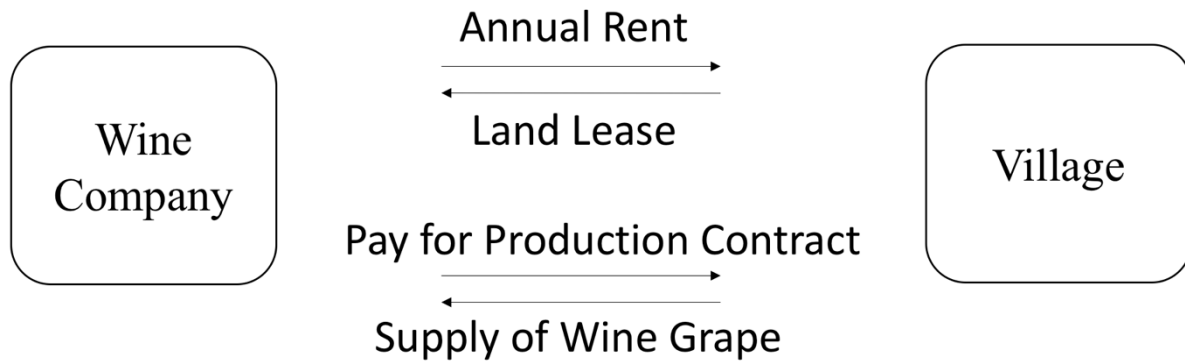 Annual Rent
Land Lease
Wine
Company
Village
Pay for Production Contract
Supply of Wine Grape